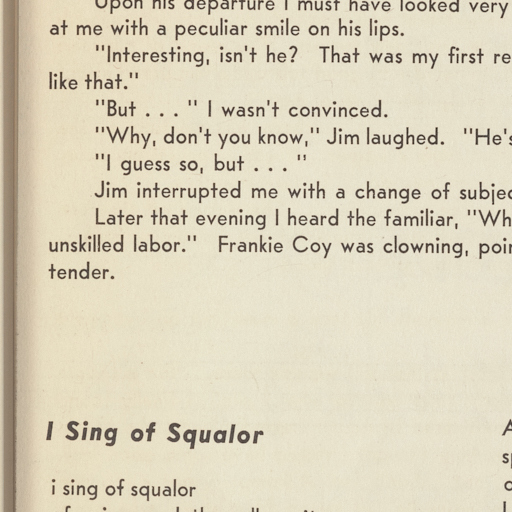 Upon his departure I must have looked very
at me with a peculiar smile on his lips.
"Interesting, isn't he? That was my first re
like that."
"But . . . " I wasn't convinced.
"Why, don't you know," Jim laughed. "He's
"I guess so, but . . . "
Jim interrupted me with a change of subjec
Later that evening I heard the familiar, "Wh
unskilled labor." Frankie Coy was clowning, poin
tender.
I Sing of Squalor
i sing of squalor
A
sp